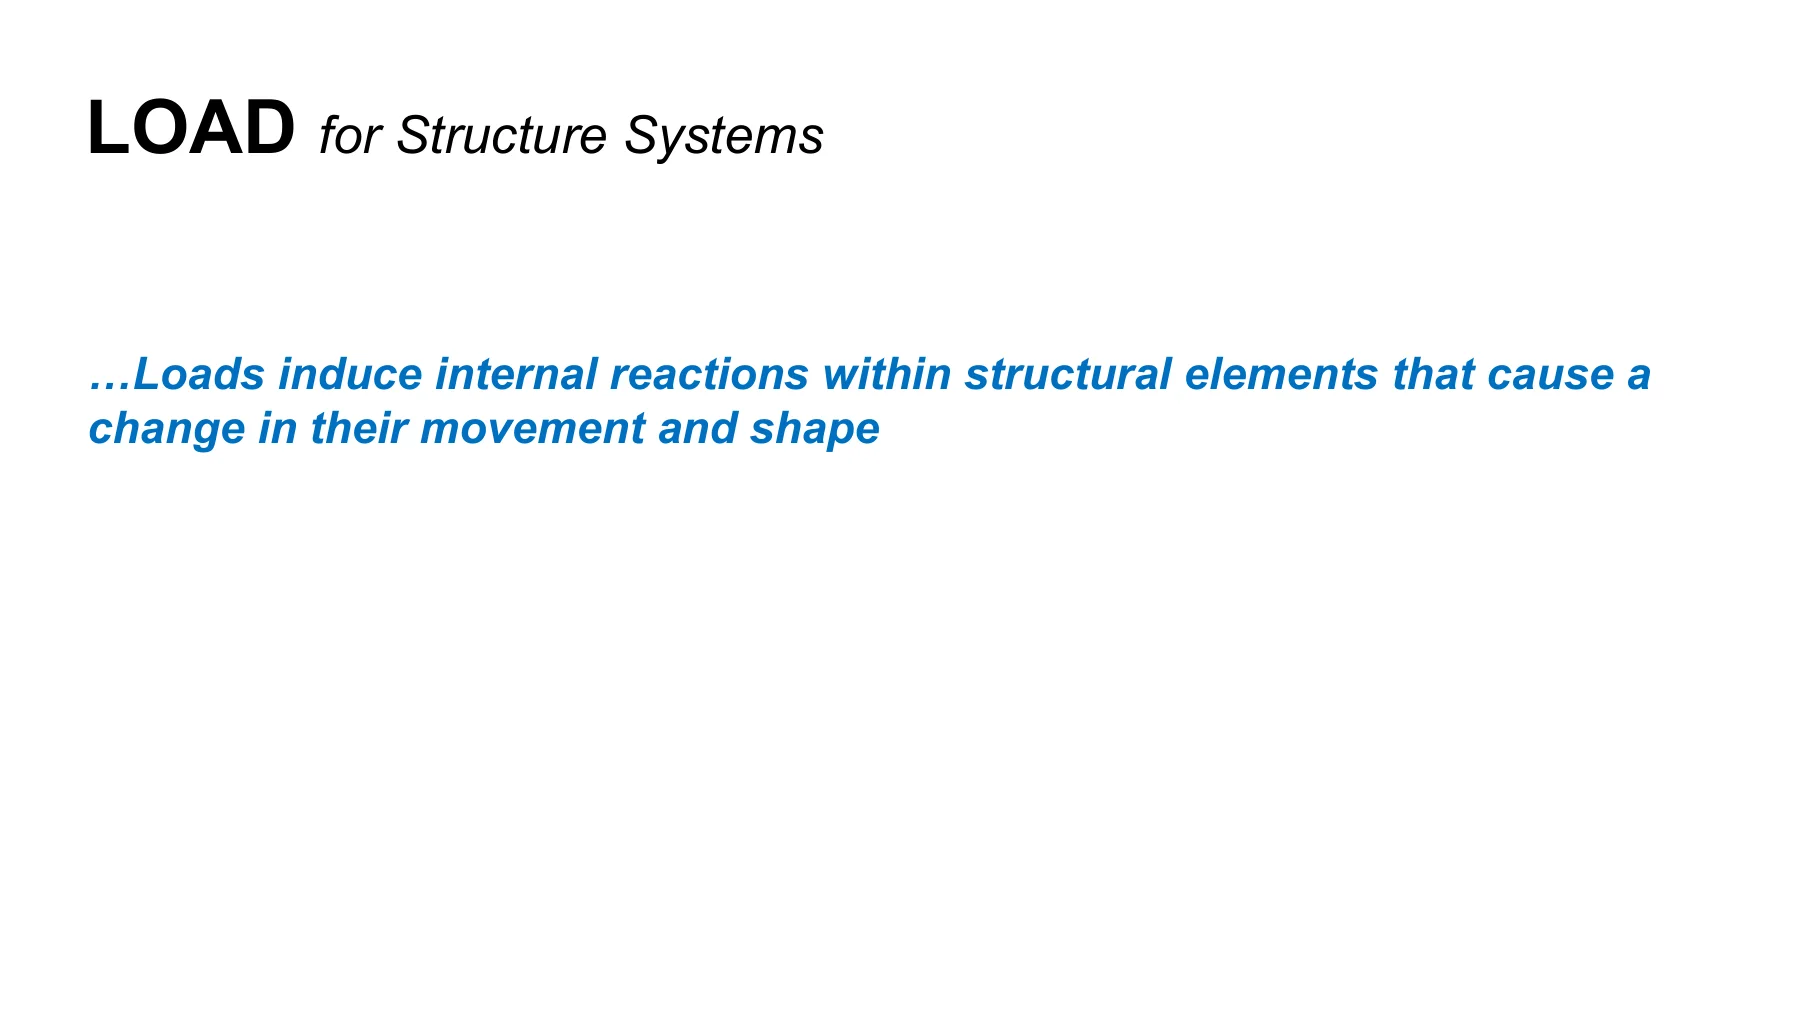 LOAD for Structure Systems
…Loads induce internal reactions within structural elements that cause a
change in their movement and shape